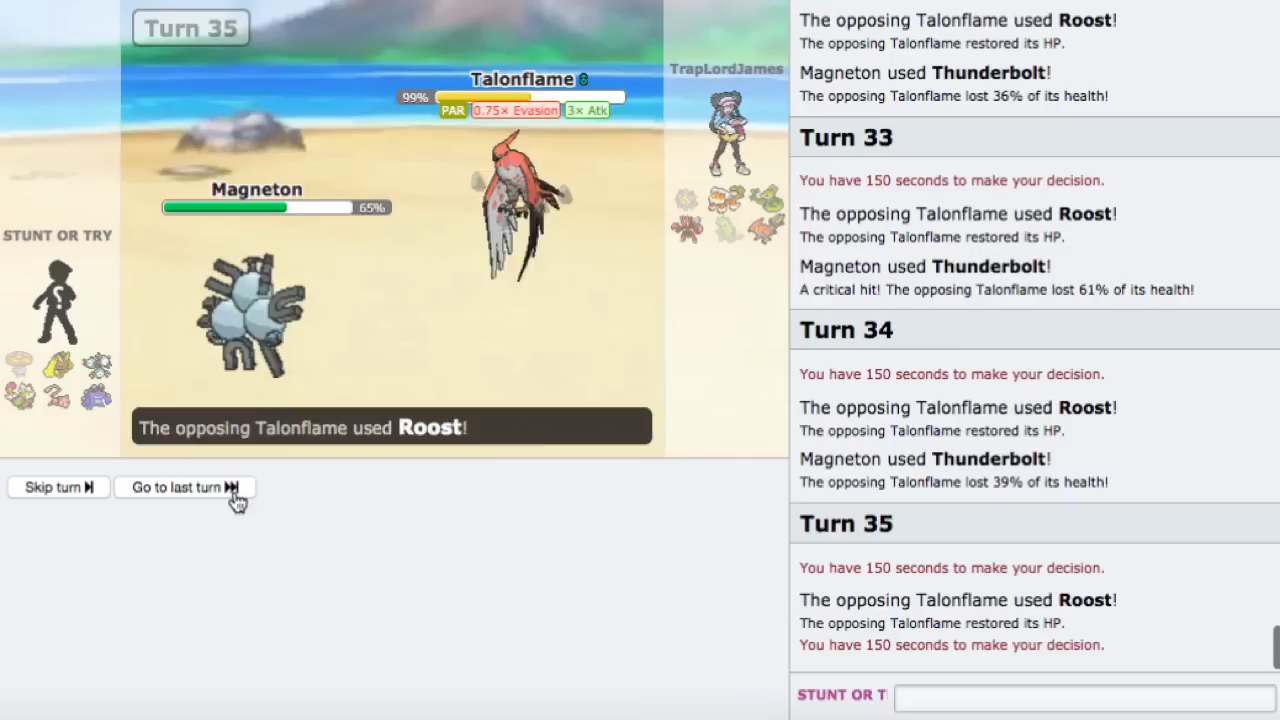 Turn 35
TrapLordJames
Talonflame
99%
PAR 0.75× Evasion 3× Atk
Magneton
65%
STUNT OR TRY
The opposing Talonflame used Roost!
Skip turn
Go to last turn
The opposing Talonflame used Roost!
The opposing Talonflame restored its HP.
Magneton used Thunderbolt!
The opposing Talonflame lost 36% of its health!
Turn 33
You have 150 seconds to make your decision.
The opposing Talonflame used Roost!
The opposing Talonflame restored its HP.
Magneton used Thunderbolt!
A critical hit! The opposing Talonflame lost 61% of its health!
Turn 34
You have 150 seconds to make your decision.
The opposing Talonflame used Roost!
The opposing Talonflame restored its HP.
Magneton used Thunderbolt!
The opposing Talonflame lost 39% of its health!
Turn 35
You have 150 seconds to make your decision.
The opposing Talonflame used Roost!
The opposing Talonflame restored its HP.
You have 150 seconds to make your decision.
STUNT OR T